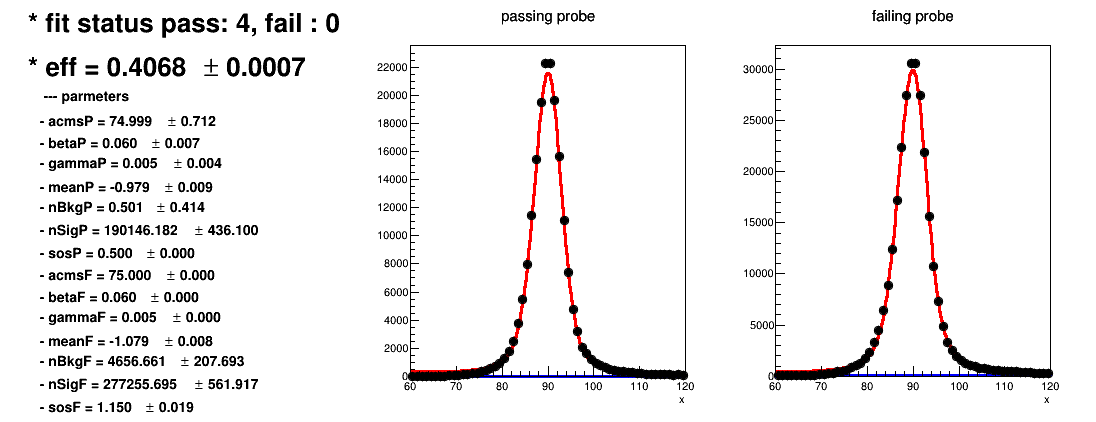 * fit status pass: 4, fail : 0
* eff = 0.4068 ± 0.0007
--- parmeters
- acmsP = 74.999 ± 0.712
- betaP = 0.060 ± 0.007
- gammaP = 0.005 ± 0.004
- meanP = -0.979 ± 0.009
- nBkgP = 0.501 ± 0.414
- nSigP = 190146.182 ± 436.100
- sosP = 0.500 ± 0.000
- acmsF = 75.000 ± 0.000
- betaF = 0.060 ± 0.000
- gammaF = 0.005 ± 0.000
- meanF = -1.079 ± 0.008
- nBkgF = 4656.661 ± 207.693
- nSigF = 277255.695 ± 561.917
- sosF = 1.150 ± 0.019
passing probe
22000
20000
18000
16000
14000
12000
10000
8000
6000
4000
2000
0
60 70 80 90 100 110 120
x
failing probe
30000
25000
20000
15000
10000
5000
0
60 70 80 90 100 110 120
x